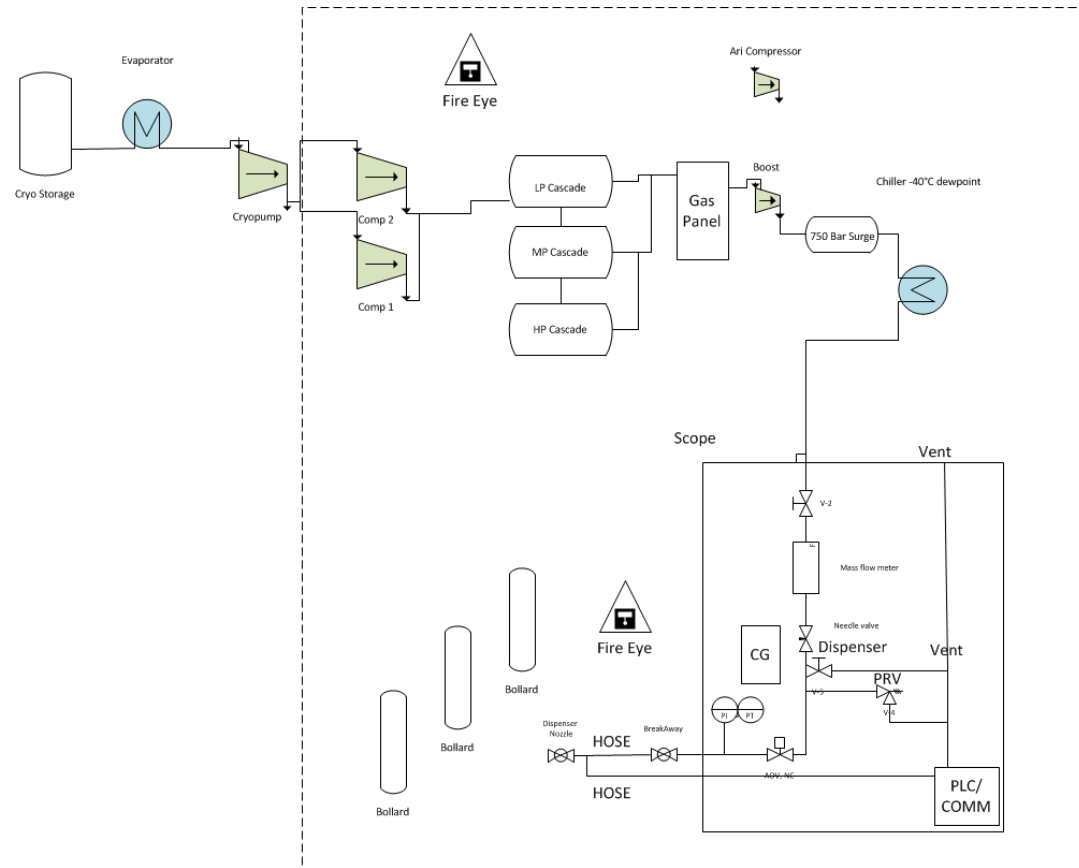 Ari Compressor
Evaporator
Fire Eye
Cryo Storage
Cryopump
Comp 2
Comp 1
LP Cascade
MP Cascade
HP Cascade
Gas
Panel
Boost
750 Bar Surge
Chiller -40°C dewpoint
Scope
Vent
V-2
F
Mass flow meter
Needle valve
Dispenser
Vent
V-5
PRV
V-4
CG
Fire Eye
Bollard
Bollard
Bollard
PI
PT
Dispenser
Nozzle
HOSE
BreakAway
AOV, NC
HOSE
PLC/
COMM